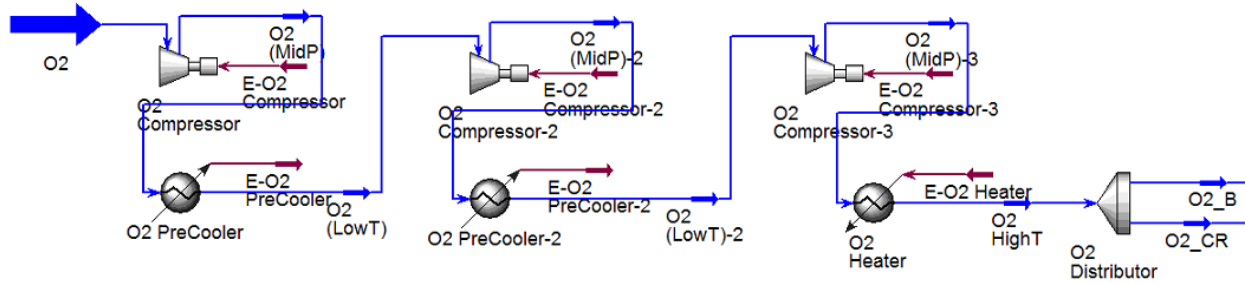 O2
O2
(MidP)
E-O2
Compressor
O2
Compressor
E-O2
PreCooler
O2 PreCooler
O2
(LowT)
O2
(MidP)-2
E-O2
Compressor-2
O2
Compressor-2
E-O2
PreCooler-2
O2 PreCooler-2
O2
(LowT)-2
O2
(MidP)-3
E-O2
Compressor-3
O2
Compressor-3
E-O2 Heater
O2
Heater
O2
HighT
O2
Distributor
O2_B
O2_CR